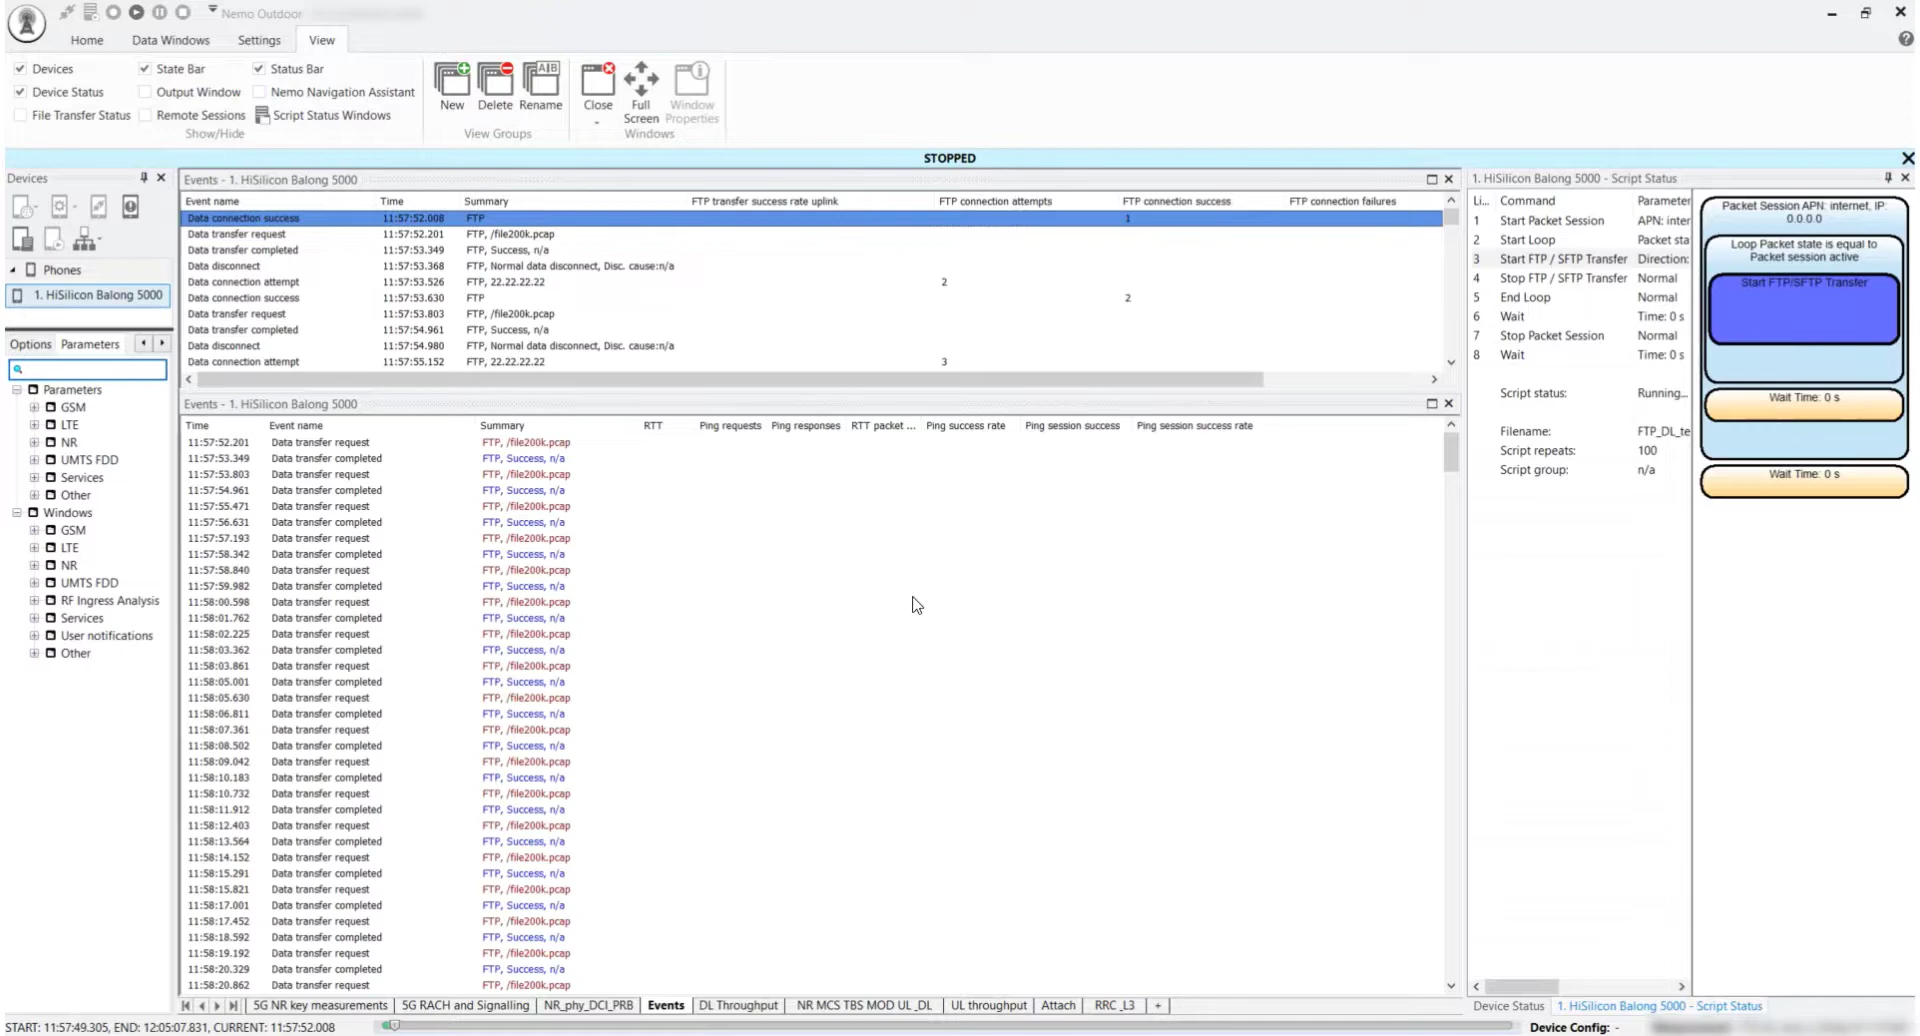 Nemo Outdoor
Home Data Windows Settings View
Devices State Bar Status Bar
Device Status Output Window Nemo Navigation Assistant
File Transfer Status Remote Sessions Script Status Windows
Show/Hide
New Delete Rename
View Groups
Close Full Screen Window Properties
Windows
STOPPED
Devices
Phones
1. HiSilicon Balong 5000
Options Parameters
Parameters
GSM
LTE
NR
UMTS FDD
Services
Other
Windows
GSM
LTE
NR
UMTS FDD
RF Ingress Analysis
Services
User notifications
Other
Events - 1. HiSilicon Balong 5000
Event name Time Summary FTP transfer success rate uplink FTP connection attempts FTP connection success FTP connection failures
Data connection success 11:57:52.008 FTP 1
Data transfer request 11:57:52.201 FTP, /file200k.pcap
Data transfer completed 11:57:53.349 FTP, Success, n/a
Data disconnect 11:57:53.368 FTP, Normal data disconnect, Disc. cause:n/a
Data connection attempt 11:57:53.526 FTP, 22.22.22.22 2
Data connection success 11:57:53.630 FTP 2
Data transfer request 11:57:53.803 FTP, /file200k.pcap
Data transfer completed 11:57:54.961 FTP, Success, n/a
Data disconnect 11:57:54.980 FTP, Normal data disconnect, Disc. cause:n/a
Data connection attempt 11:57:55.152 FTP, 22.22.22.22 3
Events - 1. HiSilicon Balong 5000
Time Event name Summary RTT Ping requests Ping responses RTT packet ... Ping success rate Ping session success Ping session success rate
11:57:52.201 Data transfer request FTP, /file200k.pcap
11:57:53.349 Data transfer completed FTP, Success, n/a
11:57:53.803 Data transfer request FTP, /file200k.pcap
11:57:54.961 Data transfer completed FTP, Success, n/a
11:57:55.471 Data transfer request FTP, /file200k.pcap
11:57:56.631 Data transfer completed FTP, Success, n/a
11:57:57.193 Data transfer request FTP, /file200k.pcap
11:57:58.342 Data transfer completed FTP, Success, n/a
11:57:58.840 Data transfer request FTP, /file200k.pcap
11:57:59.982 Data transfer completed FTP, Success, n/a
11:58:00.598 Data transfer request FTP, /file200k.pcap
11:58:01.762 Data transfer completed FTP, Success, n/a
11:58:02.225 Data transfer request FTP, /file200k.pcap
11:58:03.362 Data transfer completed FTP, Success, n/a
11:58:03.861 Data transfer request FTP, /file200k.pcap
11:58:05.001 Data transfer completed FTP, Success, n/a
11:58:05.630 Data transfer request FTP, /file200k.pcap
11:58:06.811 Data transfer completed FTP, Success, n/a
11:58:07.361 Data transfer request FTP, /file200k.pcap
11:58:08.502 Data transfer completed FTP, Success, n/a
11:58:09.042 Data transfer request FTP, /file200k.pcap
11:58:10.183 Data transfer completed FTP, Success, n/a
11:58:10.732 Data transfer request FTP, /file200k.pcap
11:58:11.912 Data transfer completed FTP, Success, n/a
11:58:12.403 Data transfer request FTP, /file200k.pcap
11:58:13.564 Data transfer completed FTP, Success, n/a
11:58:14.152 Data transfer request FTP, /file200k.pcap
11:58:15.291 Data transfer completed FTP, Success, n/a
11:58:15.821 Data transfer request FTP, /file200k.pcap
11:58:17.001 Data transfer completed FTP, Success, n/a
11:58:17.452 Data transfer request FTP, /file200k.pcap
11:58:18.592 Data transfer completed FTP, Success, n/a
11:58:19.192 Data transfer request FTP, /file200k.pcap
11:58:20.329 Data transfer completed FTP, Success, n/a
11:58:20.862 Data transfer request FTP, /file200k.pcap
5G NR key measurements 5G RACH and Signalling NR_phy_DCI_PRB Events DL Throughput NR MCS TBS MOD UL_DL UL throughput Attach RRC_L3 +
1. HiSilicon Balong 5000 - Script Status
Li... Command Parameter
1 Start Packet Session APN: inter
2 Start Loop Packet sta
3 Start FTP / SFTP Transfer Direction:
4 Stop FTP / SFTP Transfer Normal
5 End Loop Normal
6 Wait Time: 0 s
7 Stop Packet Session Normal
8 Wait Time: 0 s
Script status: Running...
Filename: FTP_DL_te
Script repeats: 100
Script group: n/a
Packet Session APN: internet, IP:
0.0.0.0
Loop Packet state is equal to
Packet session active
Start FTP/SFTP Transfer
Wait Time: 0 s
Wait Time: 0 s
Device Status 1. HiSilicon Balong 5000 - Script Status
START: 11:57:49.305, END: 12:05:07.831, CURRENT: 11:57:52.008
Device Config: -